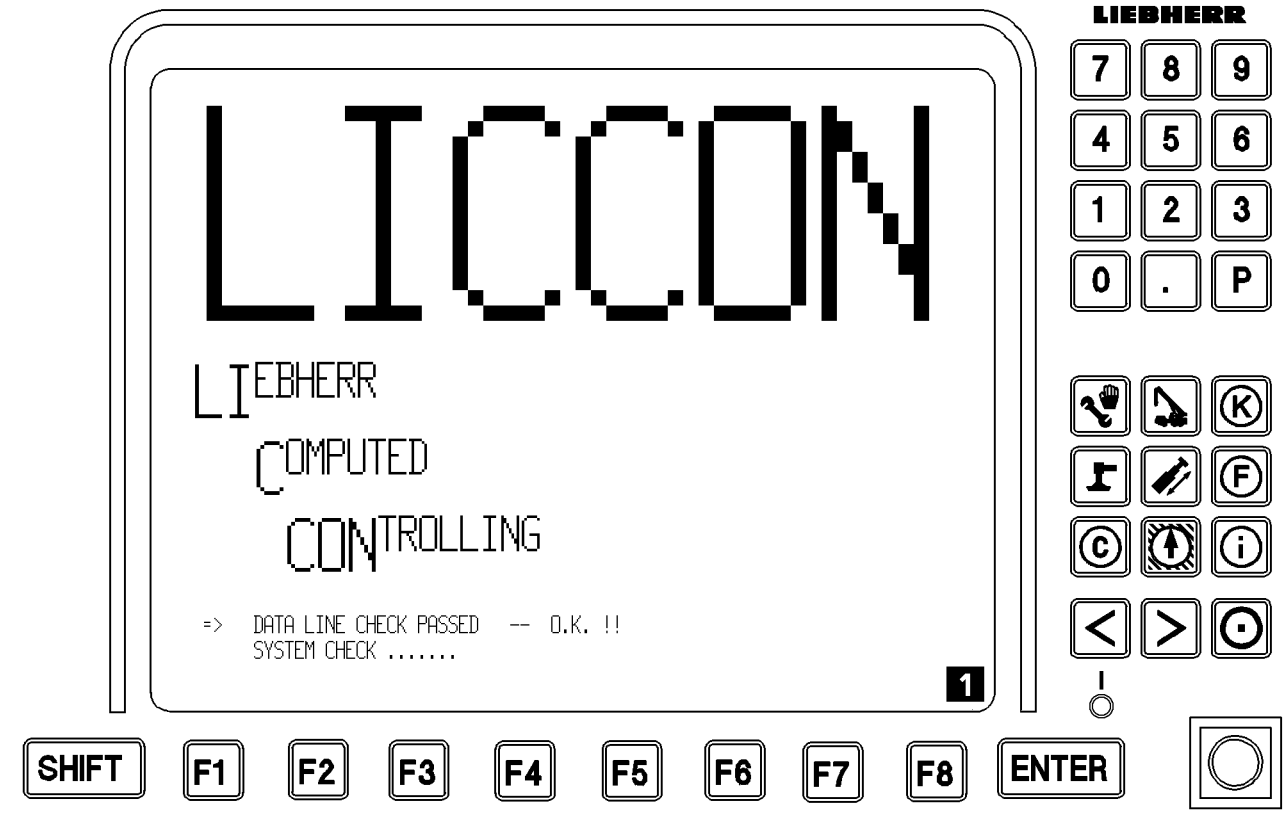 LIEBHERR
LICCON
LIEBHERR
COMPUTED
CONTROLLING
=> DATA LINE CHECK PASSED -- O.K. !!
SYSTEM CHECK .......
1
7 8 9
4 5 6
1 2 3
0 . P
K
F
C i
< >
SHIFT F1 F2 F3 F4 F5 F6 F7 F8 ENTER